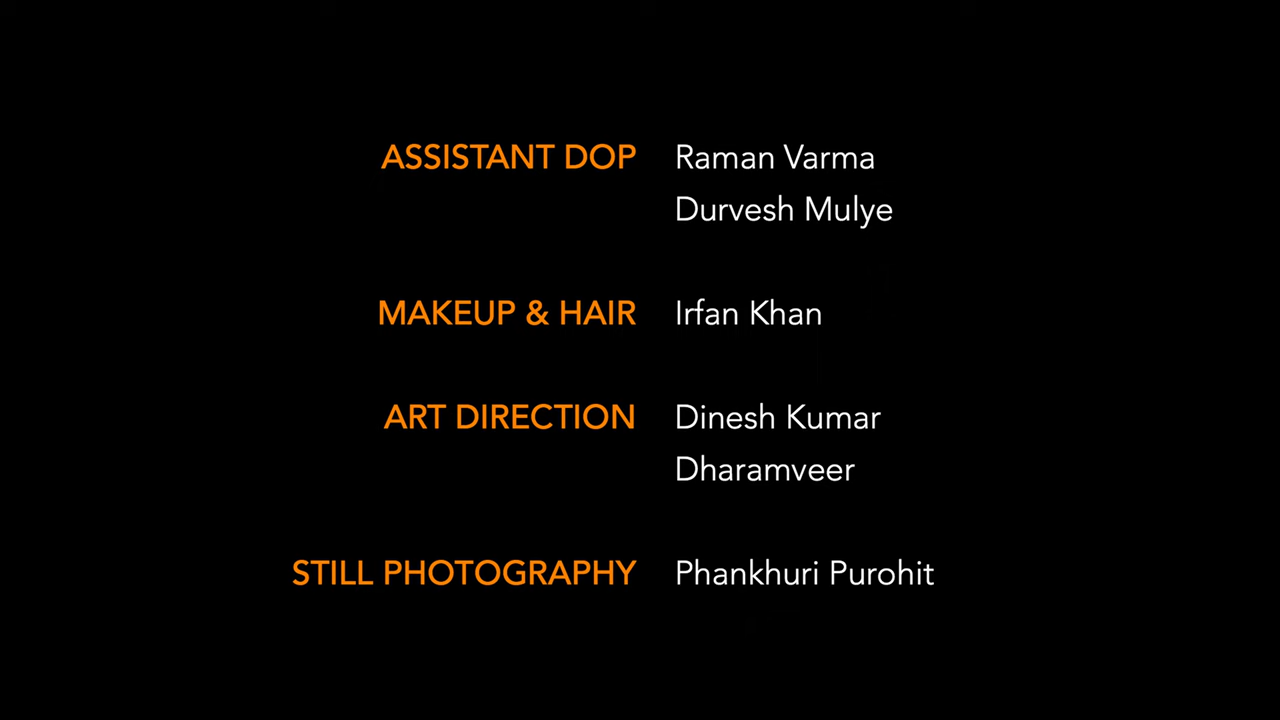 ASSISTANT DOP Raman Varma
Durvesh Mulye
MAKEUP & HAIR Irfan Khan
ART DIRECTION Dinesh Kumar
Dharamveer
STILL PHOTOGRAPHY Phankhuri Purohit